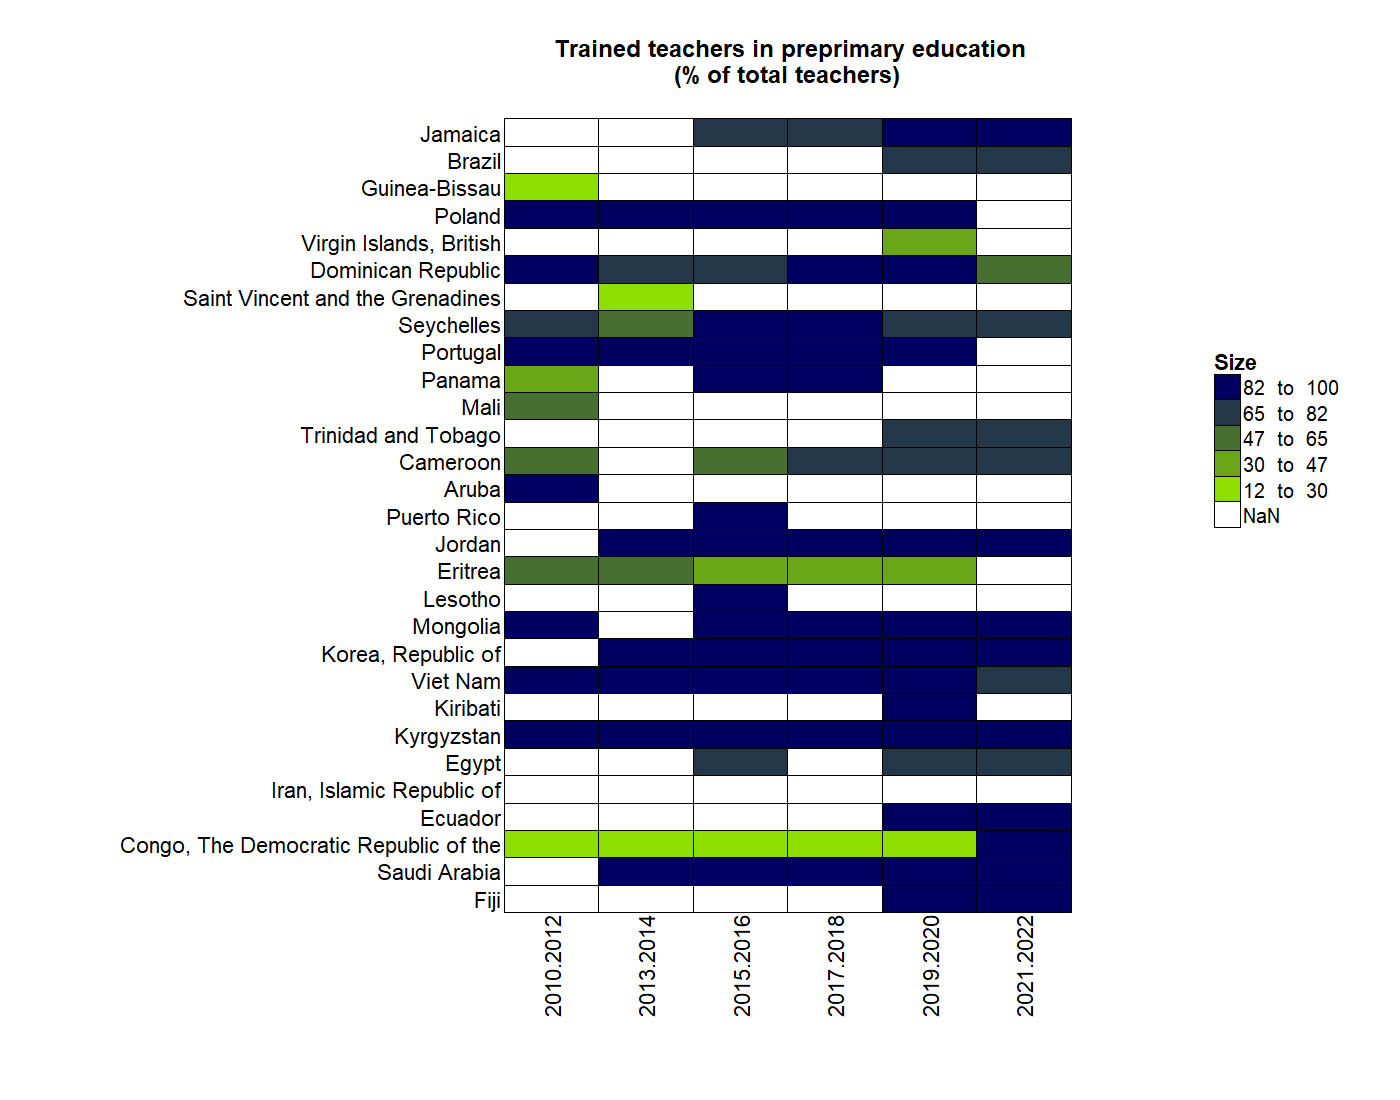 Trained teachers in preprimary education
(% of total teachers)
Jamaica
Brazil
Guinea-Bissau
Poland
Virgin Islands, British
Dominican Republic
Saint Vincent and the Grenadines
Seychelles
Portugal
Panama
Mali
Trinidad and Tobago
Cameroon
Aruba
Puerto Rico
Jordan
Eritrea
Lesotho
Mongolia
Korea, Republic of
Viet Nam
Kiribati
Kyrgyzstan
Egypt
Iran, Islamic Republic of
Ecuador
Congo, The Democratic Republic of the
Saudi Arabia
Fiji
2010.2012
2013.2014
2015.2016
2017.2018
2019.2020
2021.2022
Size
82 to 100
65 to 82
47 to 65
30 to 47
12 to 30
NaN